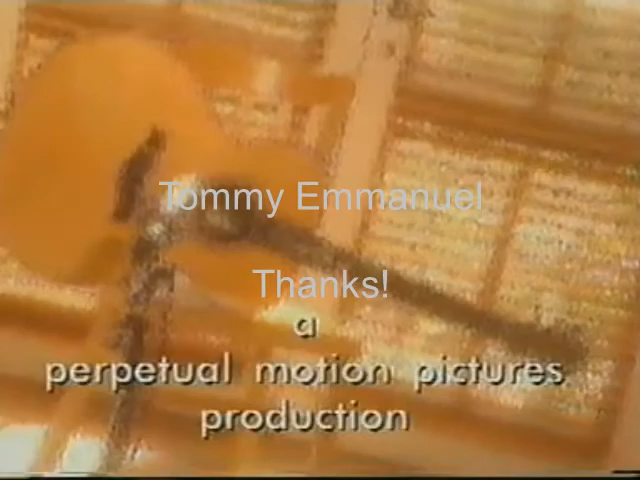 Tommy Emmanuel
Thanks!
a
perpetual motion pictures
production